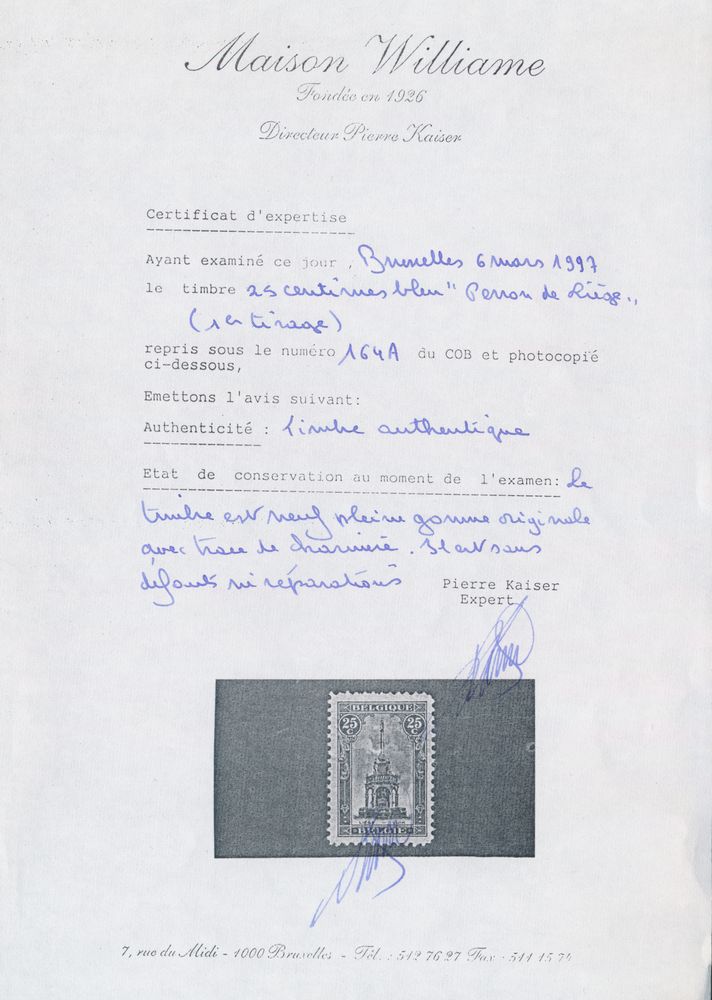 Maison Williame
Fondée en 1926
Directeur Pierre Kaiser
Certificat d'expertise
Ayant examiné ce jour , Bruxelles 6 mars 1997
le timbre 25 centimes bleu " Perron de Liège "
(1er tirage)
repris sous le numéro 164A du COB et photocopié
ci-dessous,
Emettons l'avis suivant:
Authenticité : timbre authentique
Etat de conservation au moment de l'examen: Le
timbre est neuf pleine gomme originale
avec trace de charnière. Il est sans
défauts ni réparations
Pierre Kaiser
Expert
BELGIQUE
25 C 25 C
BELGIË
7, rue du Midi - 1000 Bruxelles - Tél. : 512 76 27 Fax : 511 15 74